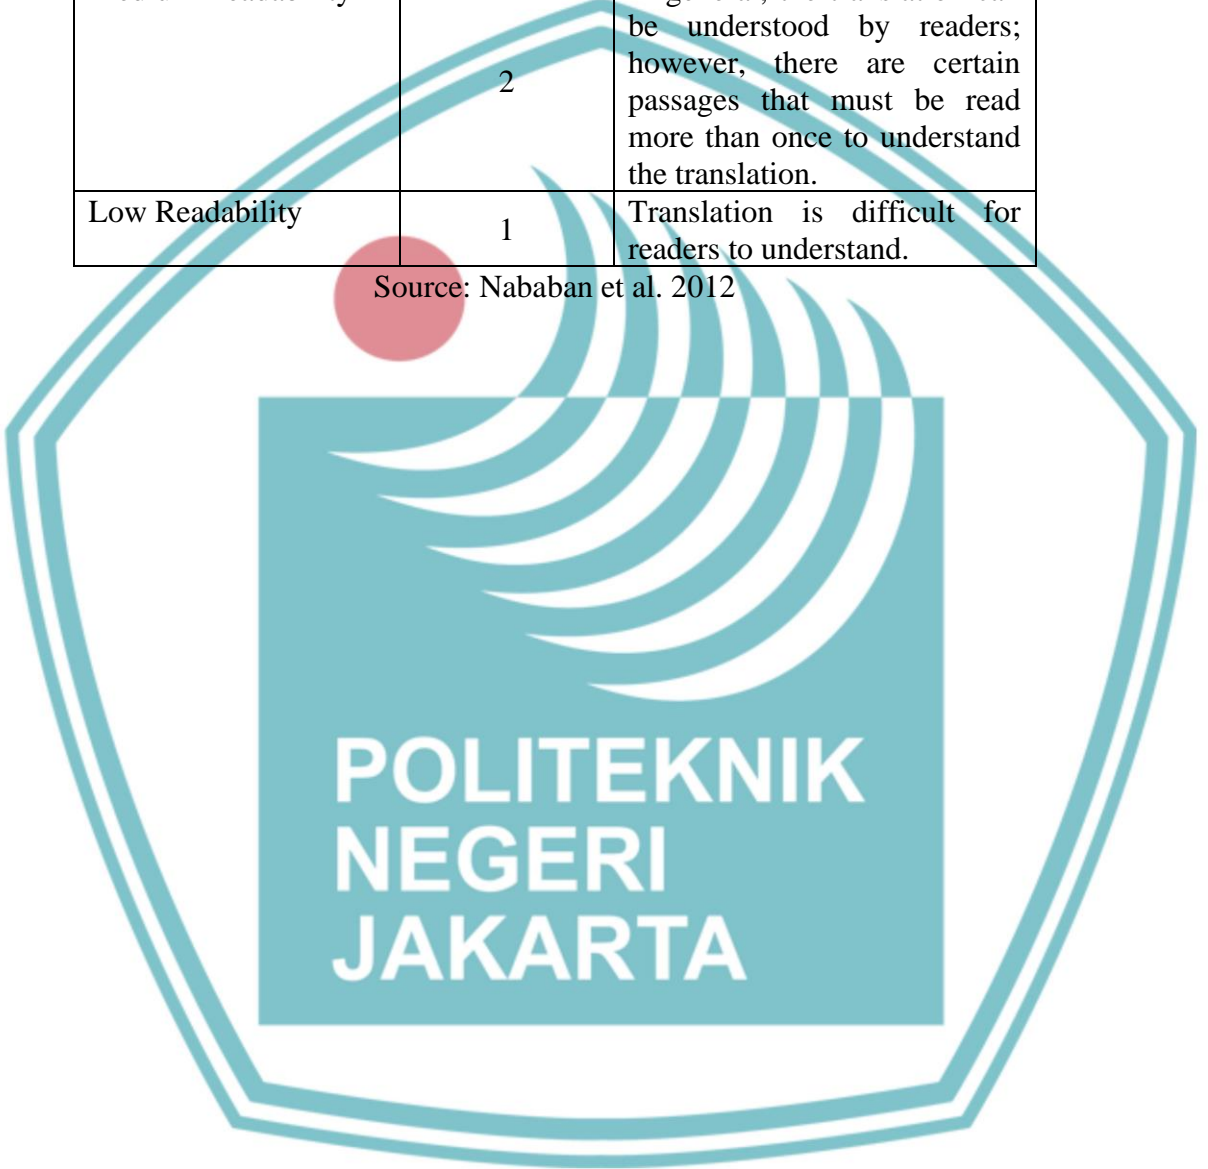 be understood by readers;
however, there are certain
passages that must be read
more than once to understand
the translation.
2
Low Readability
1
Translation is difficult for
readers to understand.
Source: Nababan et al. 2012
POLITEKNIK
NEGERI
JAKARTA